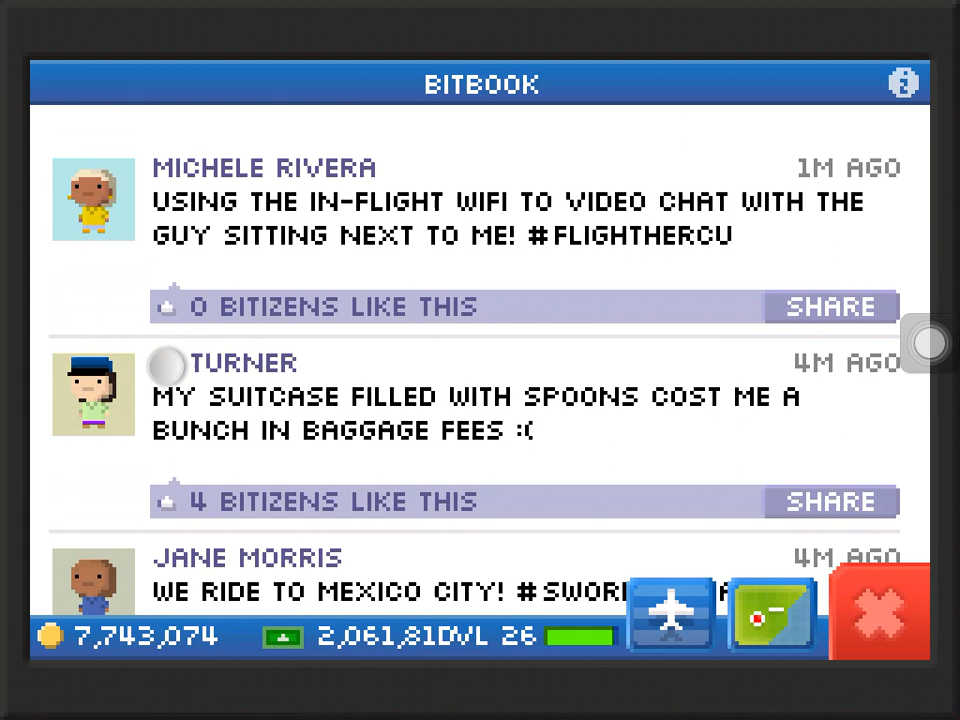 BITBOOK
MICHELE RIVERA 1M AGO
USING THE IN-FLIGHT WIFI TO VIDEO CHAT WITH THE
GUY SITTING NEXT TO ME! #FLIGHTHERCU
0 BITIZENS LIKE THIS SHARE
TURNER 4M AGO
MY SUITCASE FILLED WITH SPOONS COST ME A
BUNCH IN BAGGAGE FEES :(
4 BITIZENS LIKE THIS SHARE
JANE MORRIS 4M AGO
WE RIDE TO MEXICO CITY!
7,743,074 2,061,81 LVL 26